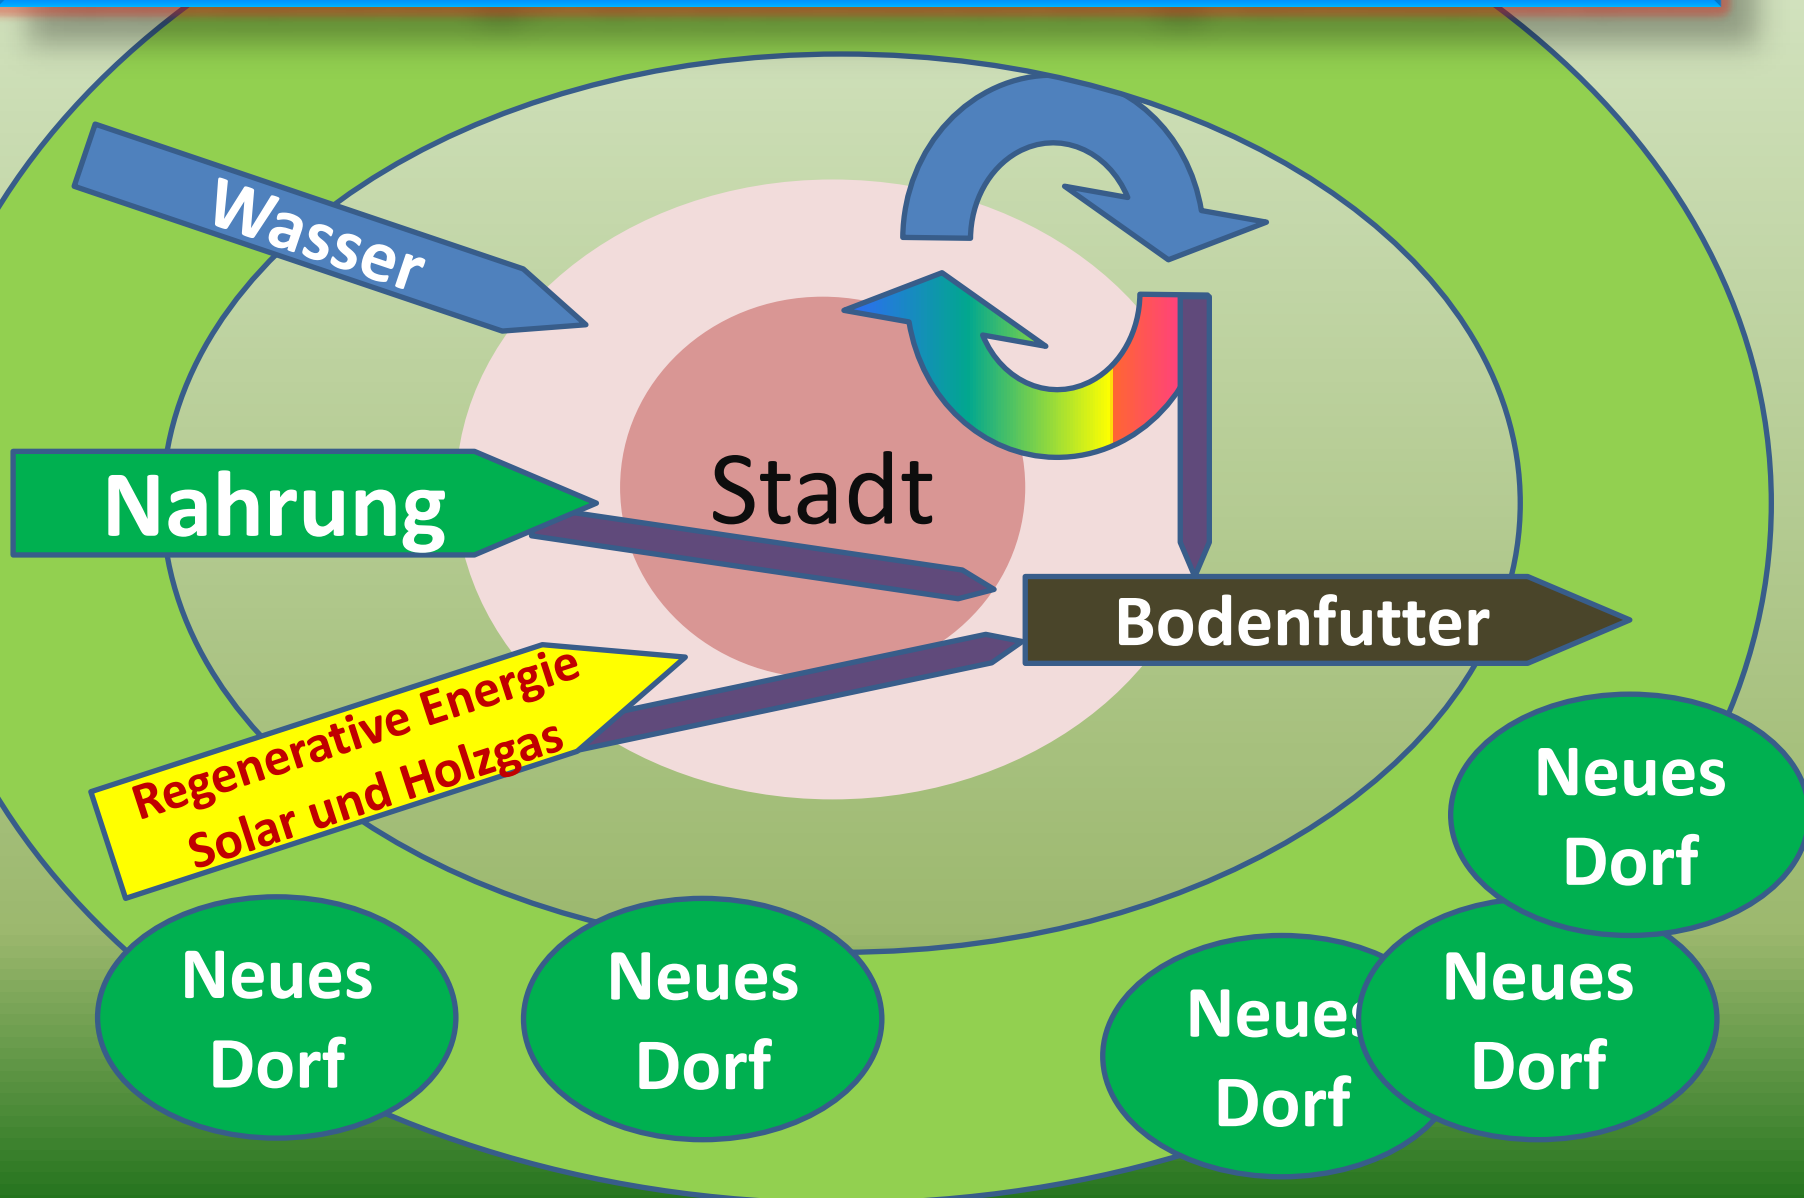 Wasser
Nahrung
Stadt
Bodenfutter
Regenerative Energie
Solar und Holzgas
Neues
Dorf
Neues
Dorf
Neues
Dorf
Neues
Dorf
Neues
Dorf